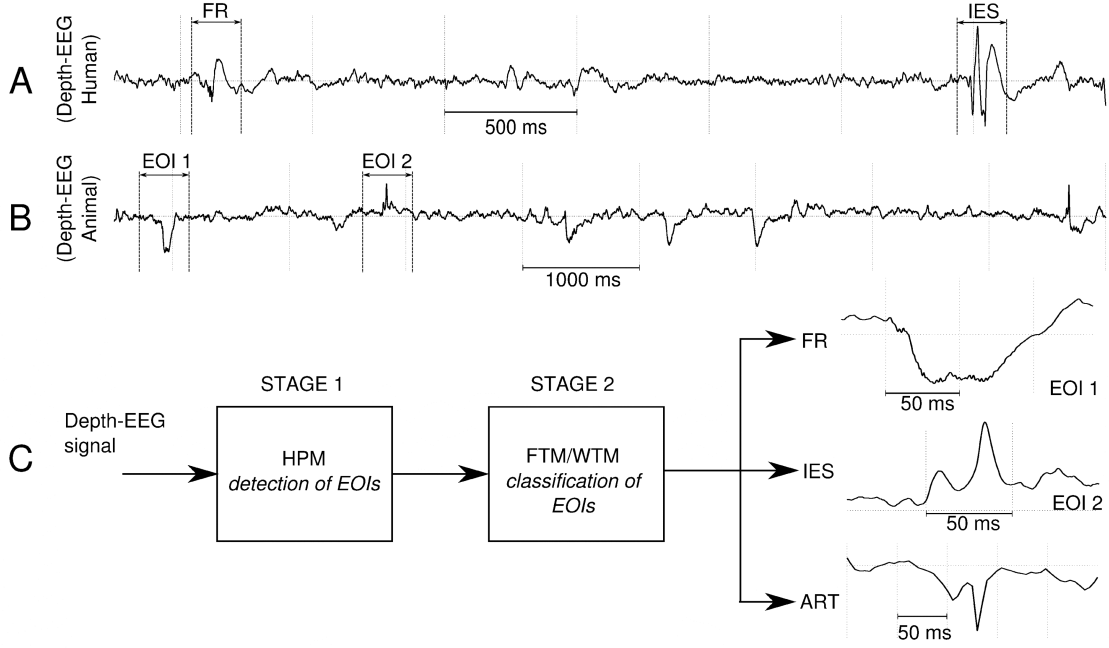 FR
IES
A
(Depth-EEG
Human)
500 ms
EOI 1
EOI 2
B
(Depth-EEG
Animal)
1000 ms
C
Depth-EEG
signal
STAGE 1
HPM
detection of EOIs
STAGE 2
FTM/WTM
classification of
EOIs
FR
50 ms
EOI 1
IES
50 ms
EOI 2
ART
50 ms